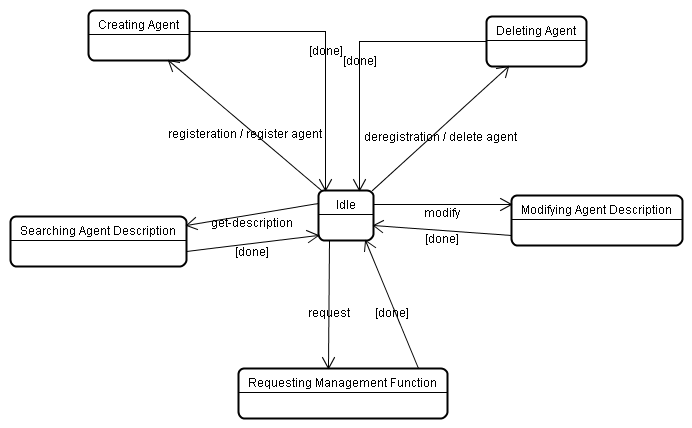 Creating Agent
Deleting Agent
[done]
[done]
registeration / register agent
deregistration / delete agent
Idle
Searching Agent Description
get-description
[done]
modify
[done]
Modifying Agent Description
request
[done]
Requesting Management Function